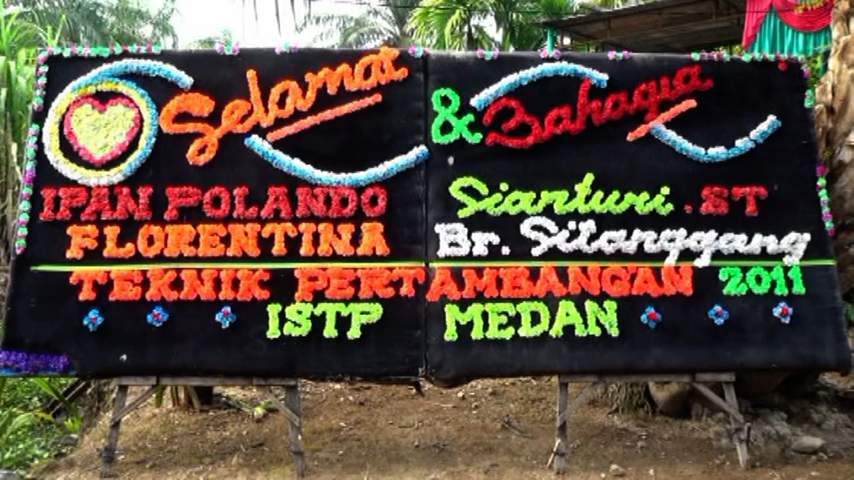 Selamat & Bahagia
IPAN POLANDO Sianturi .ST
FLORENTINA Br. Silanggang
TEKNIK PERTAMBANGAN 2011
ISTP MEDAN